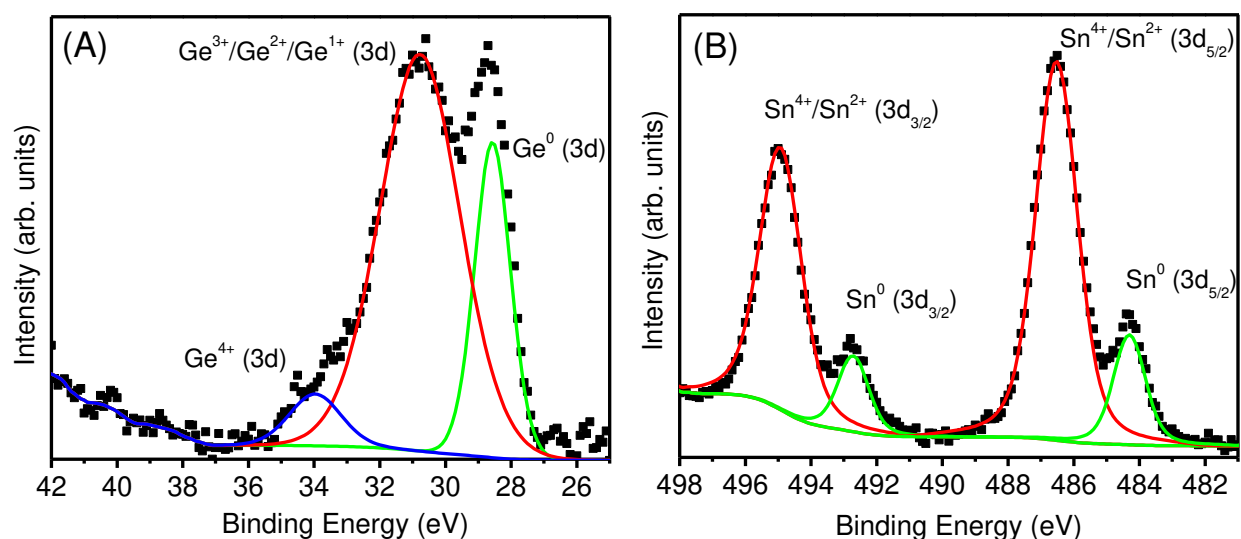 (A)
Ge³⁺/Ge²⁺/Ge¹⁺ (3d)
Ge⁰ (3d)
Ge⁴⁺ (3d)
Intensity (arb. units)
42 40 38 36 34 32 30 28 26
Binding Energy (eV)
(B)
Sn⁴⁺/Sn²⁺ (3d₅/₂)
Sn⁴⁺/Sn²⁺ (3d₃/₂)
Sn⁰ (3d₅/₂)
Sn⁰ (3d₃/₂)
Intensity (arb. units)
498 496 494 492 490 488 486 484 482
Binding Energy (eV)